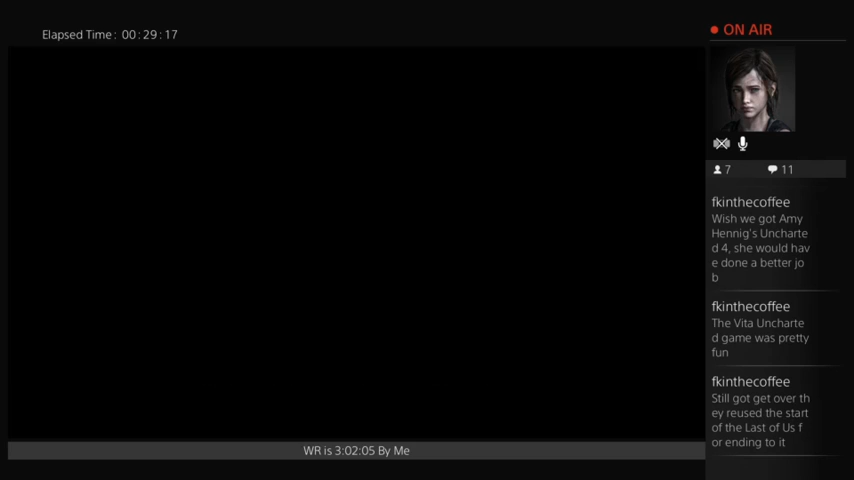 Elapsed Time: 00:29:17
ON AIR
7 11
fkinthecoffee
Wish we got Amy
Hennig's Uncharte
d 4, she would hav
e done a better jo
b
fkinthecoffee
The Vita Uncharte
d game was pretty
fun
fkinthecoffee
Still got get over th
ey reused the start
of the Last of Us f
or ending to it
WR is 3:02:05 By Me